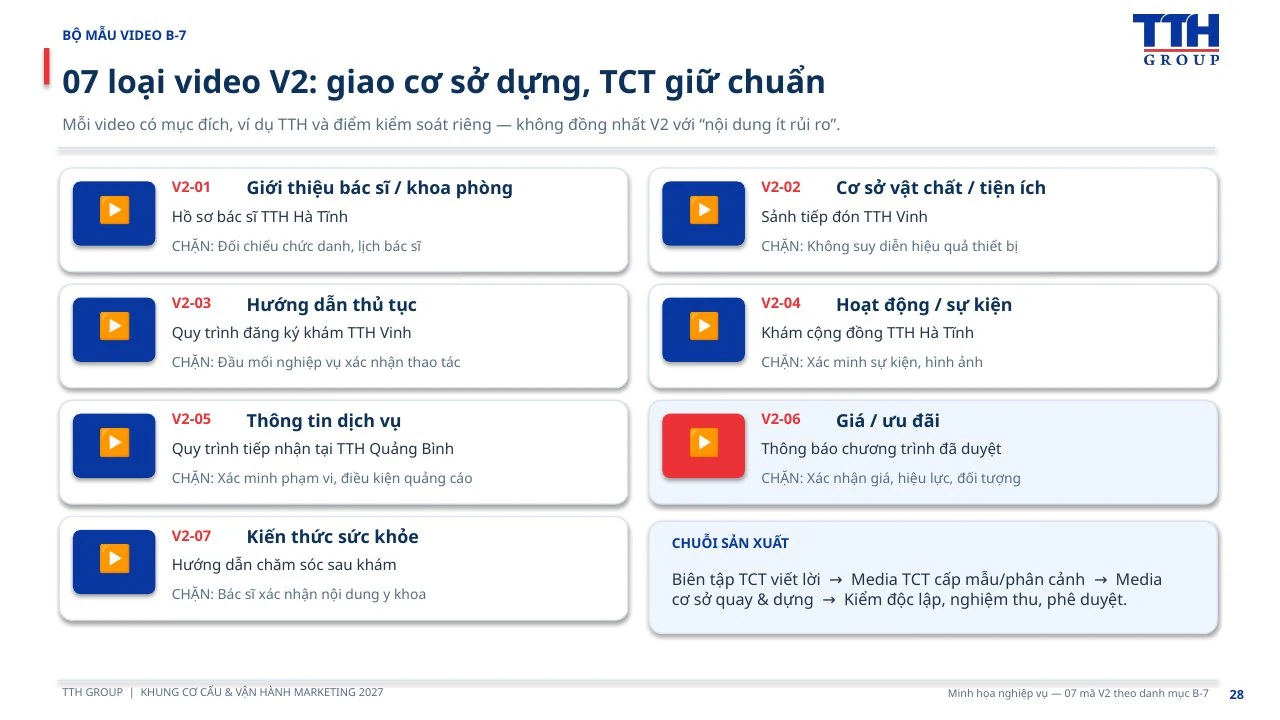 BỘ MẪU VIDEO B-7
TTH
GROUP
07 loại video V2: giao cơ sở dựng, TCT giữ chuẩn
Mỗi video có mục đích, ví dụ TTH và điểm kiểm soát riêng — không đồng nhất V2 với “nội dung ít rủi ro”.
V2-01 Giới thiệu bác sĩ / khoa phòng
Hồ sơ bác sĩ TTH Hà Tĩnh
CHẶN: Đối chiếu chức danh, lịch bác sĩ
V2-02 Cơ sở vật chất / tiện ích
Sảnh tiếp đón TTH Vinh
CHẶN: Không suy diễn hiệu quả thiết bị
V2-03 Hướng dẫn thủ tục
Quy trình đăng ký khám TTH Vinh
CHẶN: Đầu mối nghiệp vụ xác nhận thao tác
V2-04 Hoạt động / sự kiện
Khám cộng đồng TTH Hà Tĩnh
CHẶN: Xác minh sự kiện, hình ảnh
V2-05 Thông tin dịch vụ
Quy trình tiếp nhận tại TTH Quảng Bình
CHẶN: Xác minh phạm vi, điều kiện quảng cáo
V2-06 Giá / ưu đãi
Thông báo chương trình đã duyệt
CHẶN: Xác nhận giá, hiệu lực, đối tượng
V2-07 Kiến thức sức khỏe
Hướng dẫn chăm sóc sau khám
CHẶN: Bác sĩ xác nhận nội dung y khoa
CHUỖI SẢN XUẤT
Biên tập TCT viết lời → Media TCT cấp mẫu/phân cảnh → Media
cơ sở quay & dựng → Kiểm độc lập, nghiệm thu, phê duyệt.
TTH GROUP | KHUNG CƠ CẤU & VẬN HÀNH MARKETING 2027
Minh họa nghiệp vụ — 07 mã V2 theo danh mục B-7 28